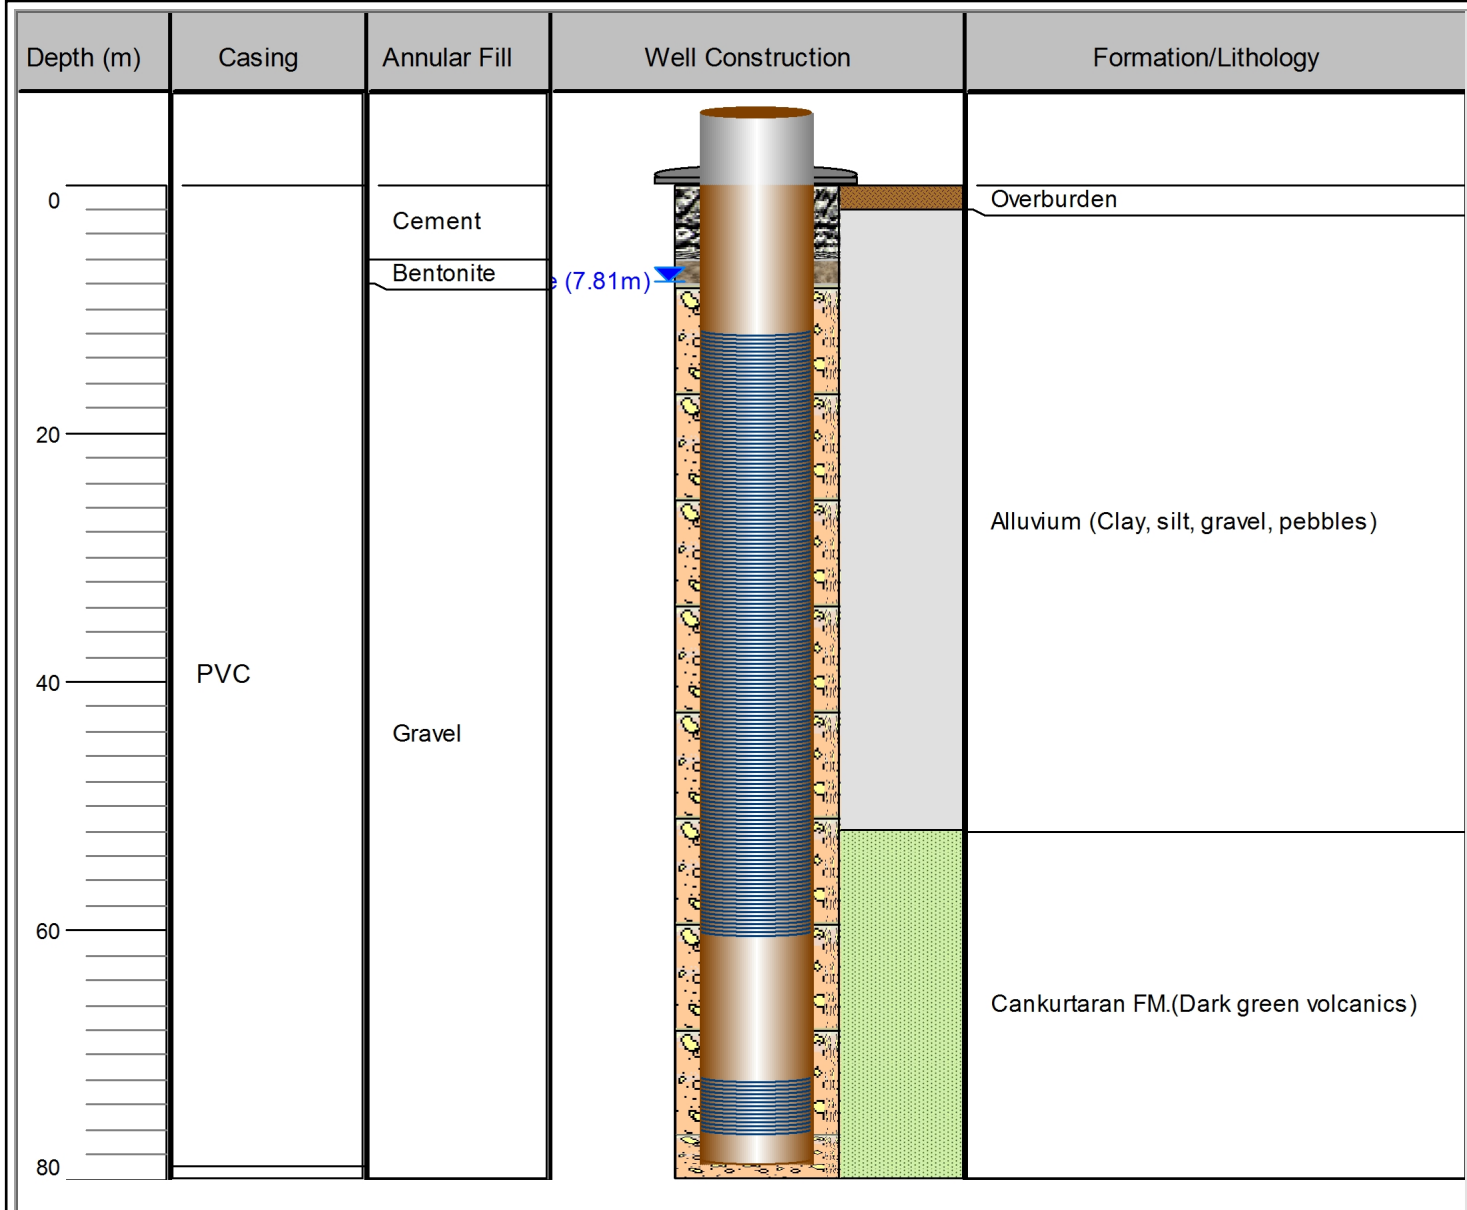 Depth (m) Casing Annular Fill Well Construction Formation/Lithology
0
Overburden
Cement
Bentonite
(7.81m)
20
Alluvium (Clay, silt, gravel, pebbles)
40
PVC
Gravel
60
Cankurtaran FM.(Dark green volcanics)
80